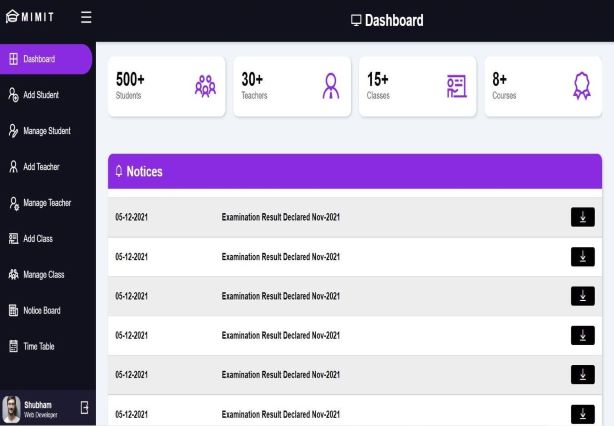 MIMIT
Dashboard
Dashboard
Add Student
Manage Student
Add Teacher
Manage Teacher
Add Class
Manage Class
Notice Board
Time Table
Shubham
Web Developer
500+
Students
30+
Teachers
15+
Classes
8+
Courses
Notices
05-12-2021 Examination Result Declared Nov-2021
05-12-2021 Examination Result Declared Nov-2021
05-12-2021 Examination Result Declared Nov-2021
05-12-2021 Examination Result Declared Nov-2021
05-12-2021 Examination Result Declared Nov-2021
05-12-2021 Examination Result Declared Nov-2021